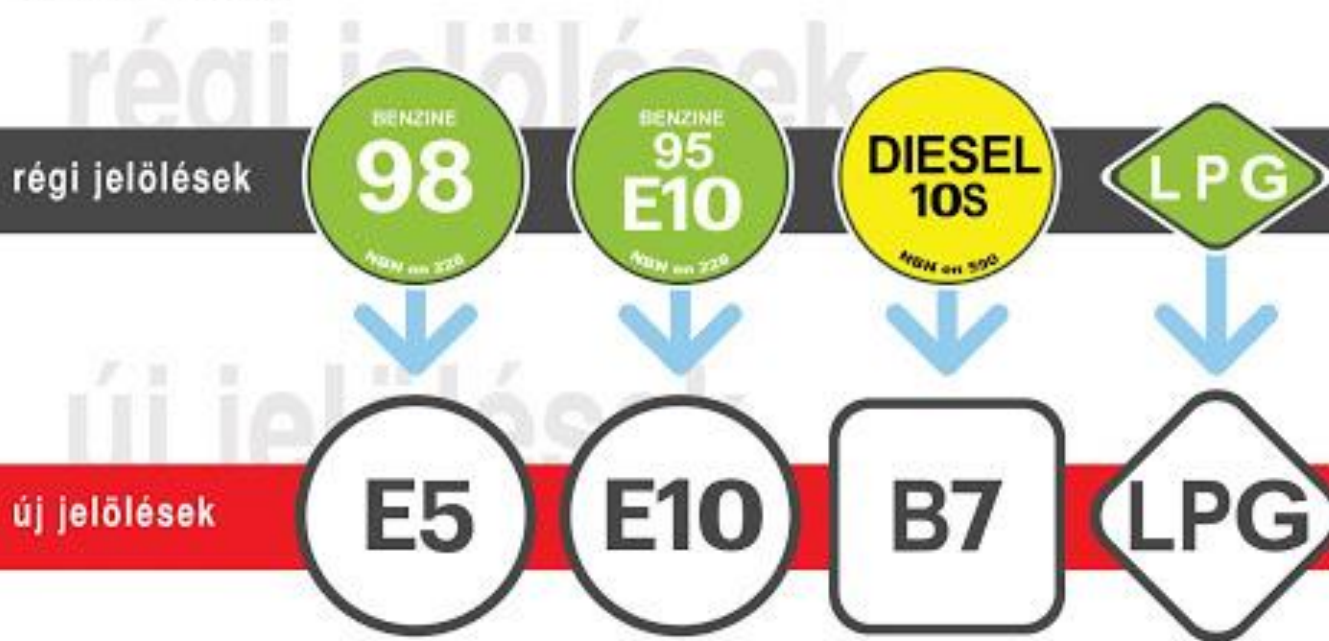 régi jelölések
régi jelölések
BENZINE
98
NBN en 228
BENZINE
95
E10
NBN en 228
DIESEL
10S
NBN en 590
LPG
új jelölések
új jelölések
E5
E10
B7
LPG